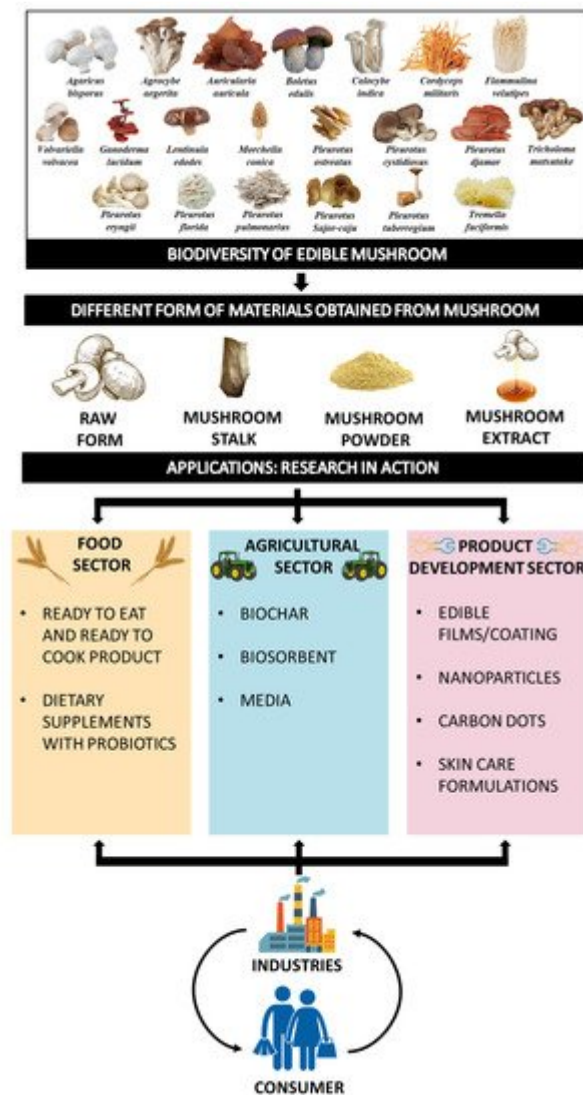 Agaricus bisporus
Agrocybe aegerita
Auricularia auricula
Boletus edulis
Calocybe indica
Cordyceps militaris
Flammulina velutipes
Volvariella volvacea
Ganoderma lucidum
Lentinula edodes
Morchella conica
Pleurotus ostreatus
Pleurotus cystidiosus
Pleurotus djamor
Tricholoma matsutake
Pleurotus eryngii
Pleurotus florida
Pleurotus pulmonarius
Pleurotus Sajor-caju
Pleurotus tuberregium
Tremella fuciformis
BIODIVERSITY OF EDIBLE MUSHROOM
DIFFERENT FORM OF MATERIALS OBTAINED FROM MUSHROOM
RAW
FORM
MUSHROOM
STALK
MUSHROOM
POWDER
MUSHROOM
EXTRACT
APPLICATIONS: RESEARCH IN ACTION
FOOD
SECTOR
• READY TO EAT
AND READY TO
COOK PRODUCT
• DIETARY
SUPPLEMENTS
WITH PROBIOTICS
AGRICULTURAL
SECTOR
• BIOCHAR
• BIOSORBENT
• MEDIA
PRODUCT
DEVELOPMENT SECTOR
• EDIBLE
FILMS/COATING
• NANOPARTICLES
• CARBON DOTS
• SKIN CARE
FORMULATIONS
INDUSTRIES
CONSUMER